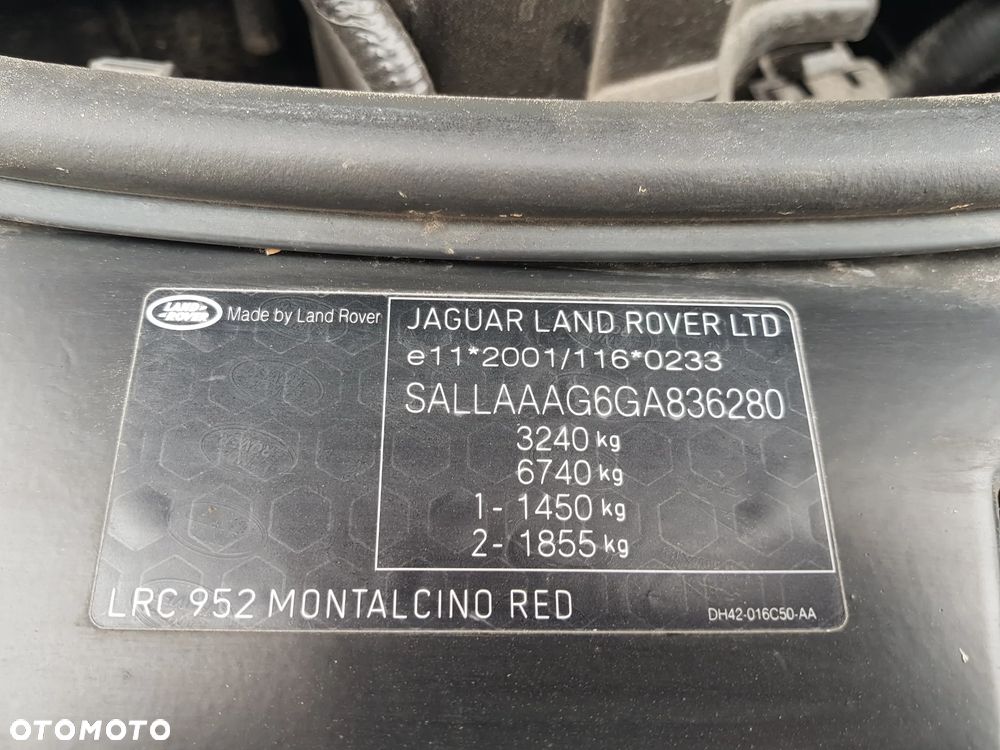 LAND ROVER
Made by Land Rover
JAGUAR LAND ROVER LTD
e11*2001/116*0233
SALLAAAG6GA836280
3240 kg
6740 kg
1- 1450 kg
2- 1855 kg
LRC 952 MONTALCINO RED
DH42-016C50-AA
OTOMOTO